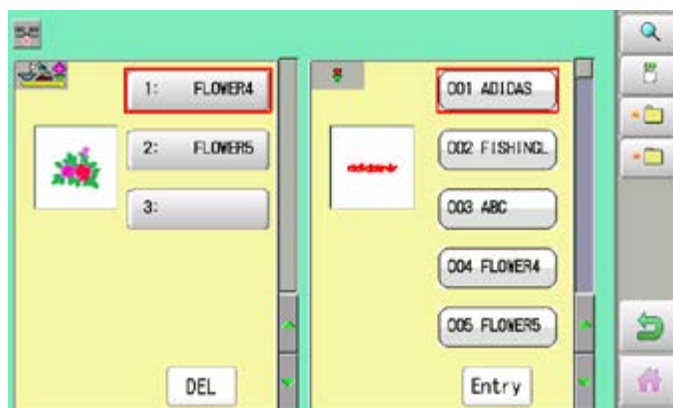 1: FLOWER4
2: FLOWER5
3:
DEL
001 ADIDAS
002 FISHINGL
003 ABC
004 FLOWER4
005 FLOWER5
Entry